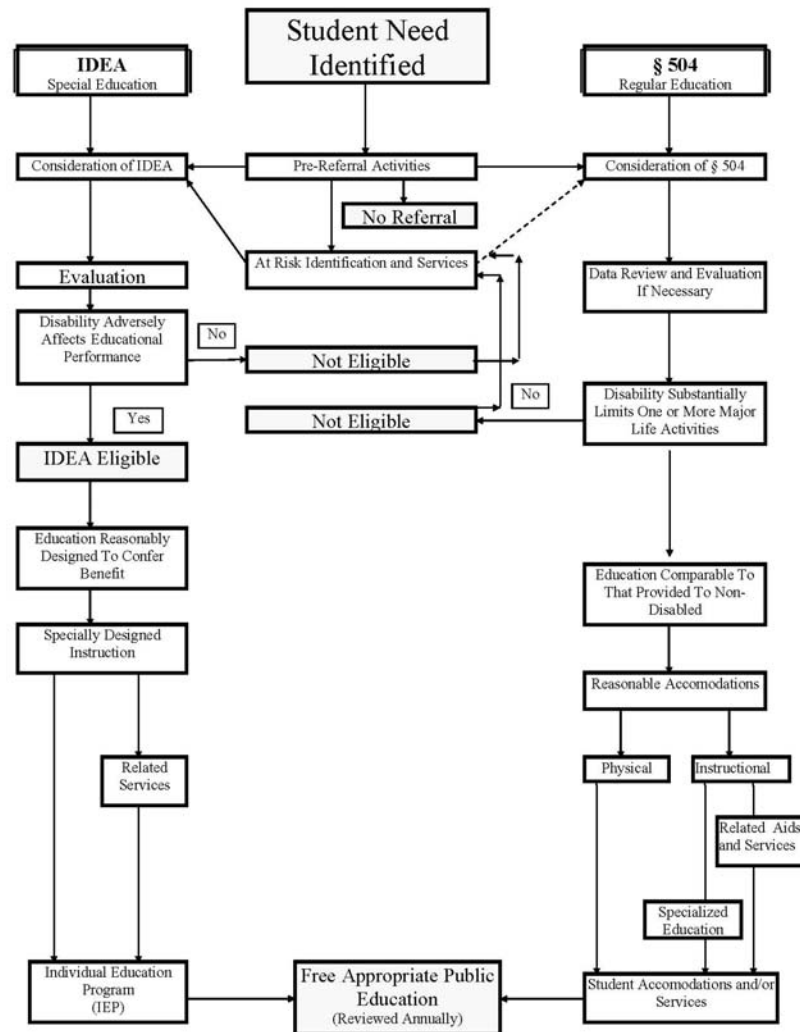 Student Need
Identified
IDEA
Special Education
§ 504
Regular Education
Consideration of IDEA
Pre-Referral Activities
Consideration of § 504
No Referral
At Risk Identification and Services
Evaluation
Data Review and Evaluation
If Necessary
Disability Adversely
Affects Educational
Performance
No
Not Eligible
Not Eligible
No
Disability Substantially
Limits One or More Major
Life Activities
Yes
IDEA Eligible
Education Reasonably
Designed To Confer
Benefit
Education Comparable To
That Provided To Non-
Disabled
Specially Designed
Instruction
Reasonable Accomodations
Related
Services
Physical
Instructional
Related Aids
and Services
Specialized
Education
Individual Education
Program
(IEP)
Free Appropriate Public
Education
(Reviewed Annually)
Student Accomodations and/or
Services